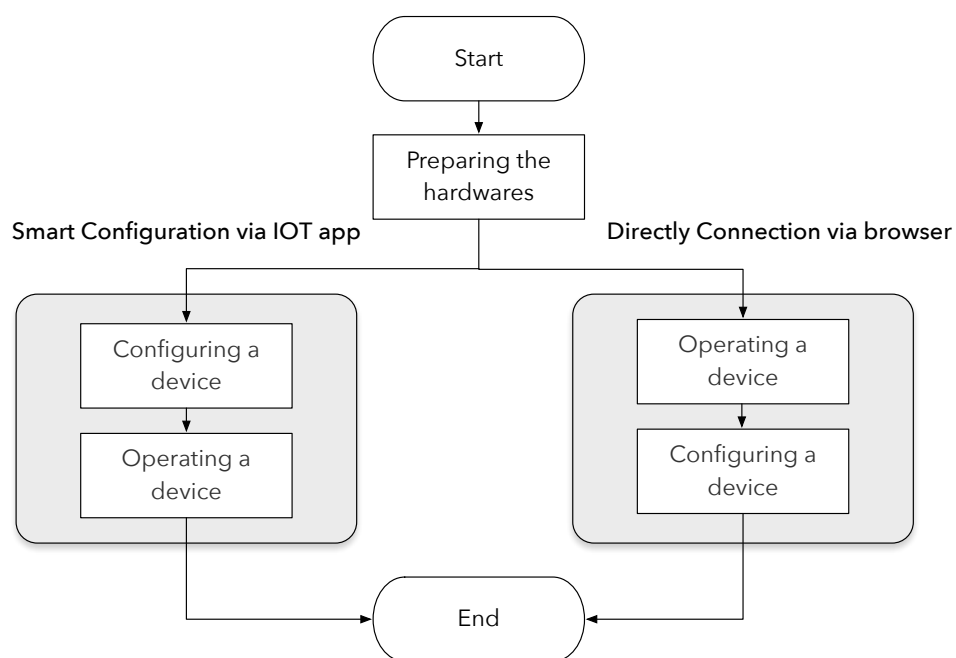 Start
Preparing the
hardwares
Smart Configuration via IOT app
Directly Connection via browser
Configuring a
device
Operating a
device
Operating a
device
Configuring a
device
End